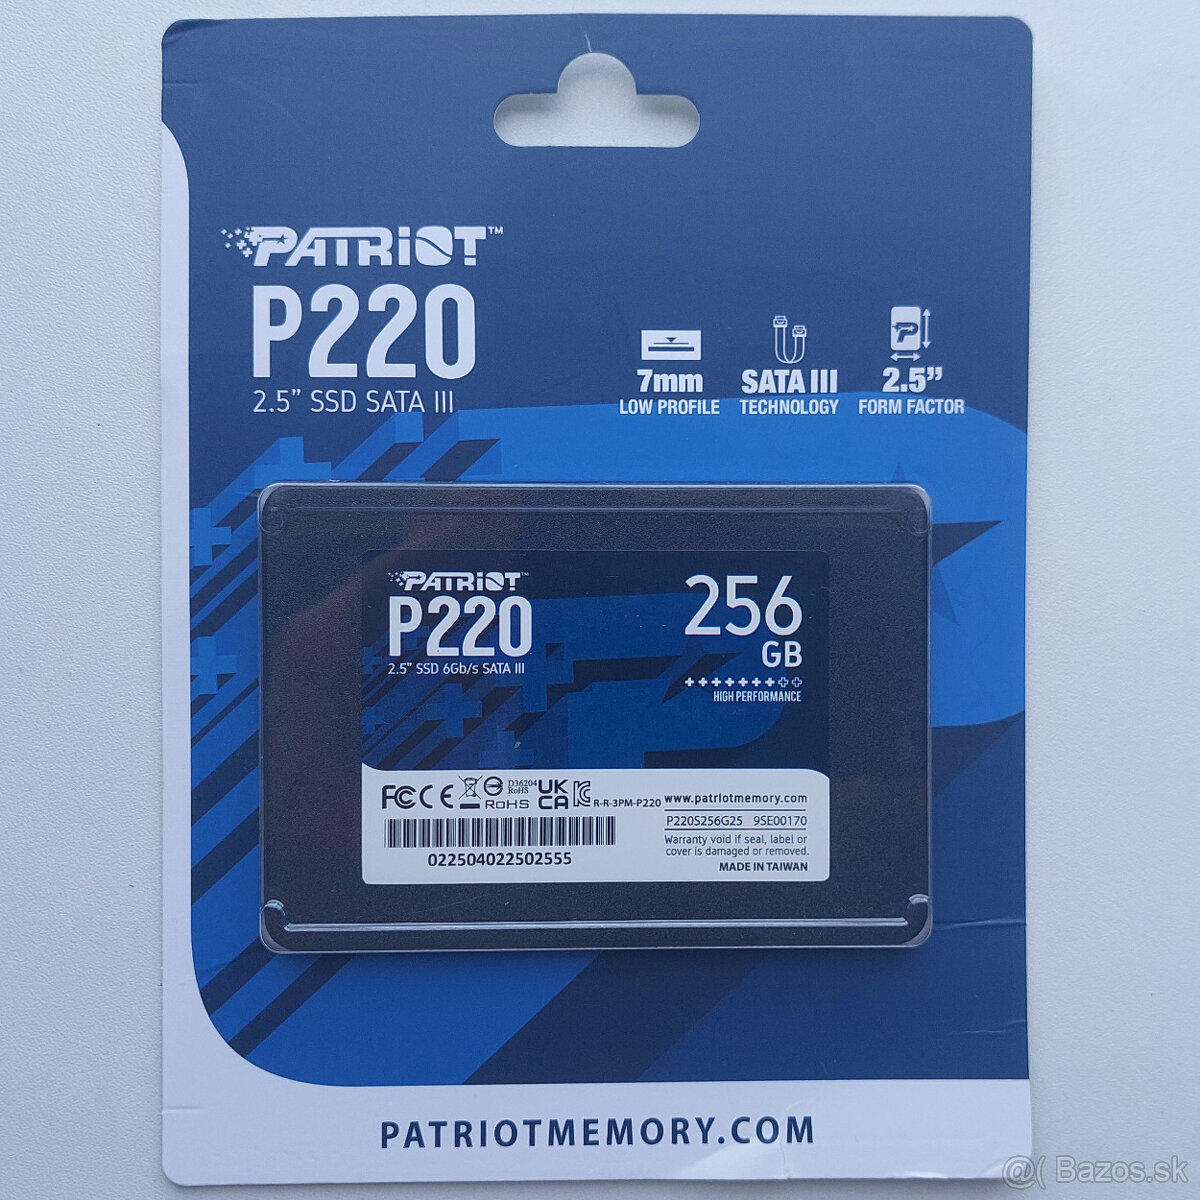 PATRiOT™
P220
2.5” SSD SATA III
7mm
LOW PROFILE
SATA III
TECHNOLOGY
2.5”
FORM FACTOR
PATRiOT™
P220
2.5” SSD 6Gb/s SATA III
256
GB
HIGH PERFORMANCE
FCC CE RoHS D36204 RoHS UK CA R-R-3PM-P220
022504022502555
www.patriotmemory.com
P220S256G25 9SE00170
Warranty void if seal, label or
cover is damaged or removed.
MADE IN TAIWAN
PATRIOTMEMORY.COM
@( Bazos.sk